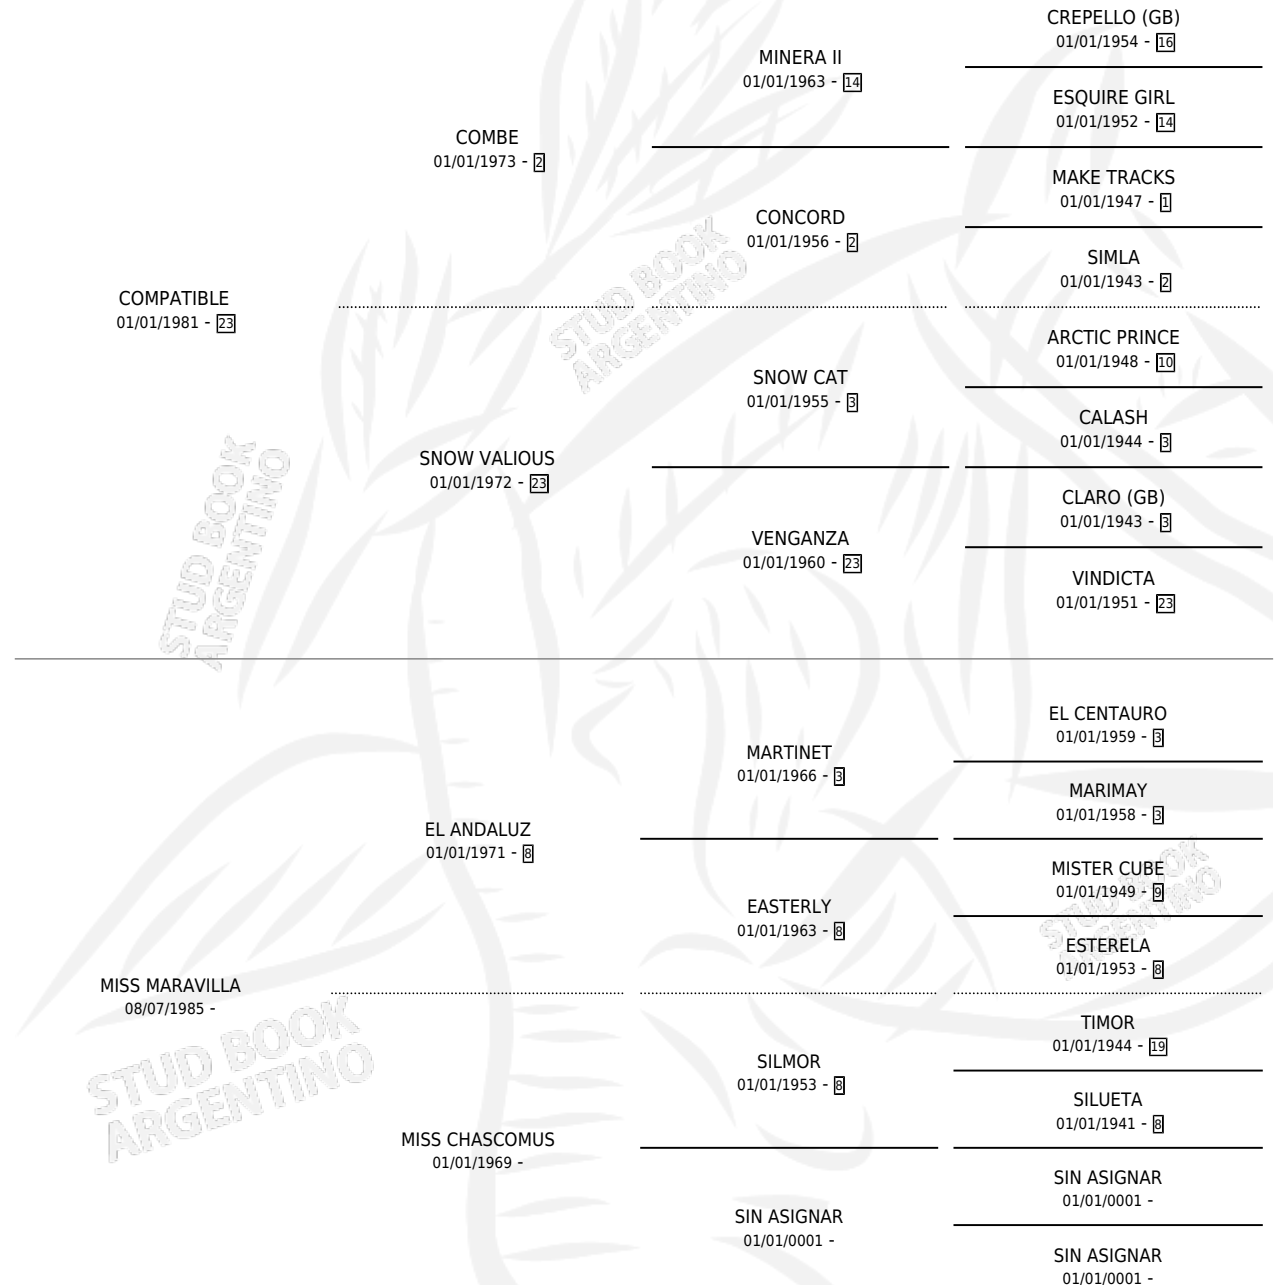 CREPELLO (GB)
01/01/1954 - 16
MINERA II
01/01/1963 - 14
ESQUIRE GIRL
01/01/1952 - 14
COMBE
01/01/1973 - 2
MAKE TRACKS
01/01/1947 - 1
CONCORD
01/01/1956 - 2
SIMLA
01/01/1943 - 2
COMPATIBLE
01/01/1981 - 23
ARCTIC PRINCE
01/01/1948 - 10
SNOW CAT
01/01/1955 - 3
CALASH
01/01/1944 - 3
SNOW VALIOUS
01/01/1972 - 23
CLARO (GB)
01/01/1943 - 3
VENGANZA
01/01/1960 - 23
VINDICTA
01/01/1951 - 23
EL CENTAURO
01/01/1959 - 3
MARTINET
01/01/1966 - 3
MARIMAY
01/01/1958 - 3
EL ANDALUZ
01/01/1971 - 8
MISTER CUBE
01/01/1949 - 9
EASTERLY
01/01/1963 - 8
ESTERELA
01/01/1953 - 8
MISS MARAVILLA
08/07/1985 -
TIMOR
01/01/1944 - 19
SILMOR
01/01/1953 - 8
SILUETA
01/01/1941 - 8
MISS CHASCOMUS
01/01/1969 -
SIN ASIGNAR
01/01/0001 -
SIN ASIGNAR
01/01/0001 -
SIN ASIGNAR
01/01/0001 -
STUD BOOK
ARGENTINO
STUD BOOK
ARGENTINO
STUD BOOK
ARGENTINO
STUD BOOK
ARGENTINO